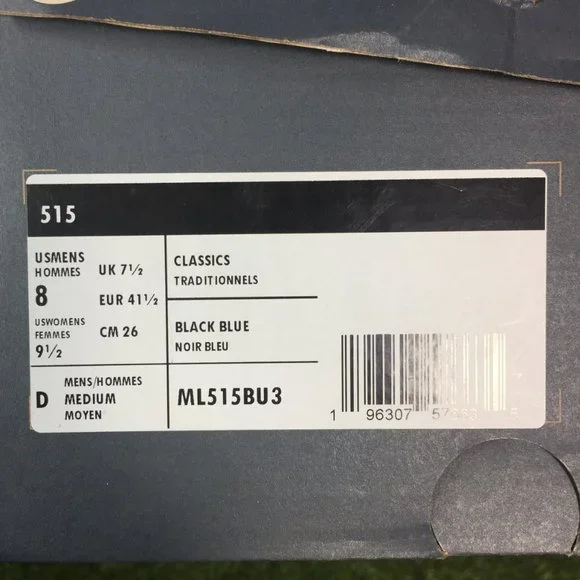 515
USMENS
HOMMES
8
USWOMENS
FEMMES
9½
UK 7½
EUR 41½
CM 26
CLASSICS
TRADITIONNELS
BLACK BLUE
NOIR BLEU
D
MENS/HOMMES
MEDIUM
MOYEN
ML515BU3
1 96307